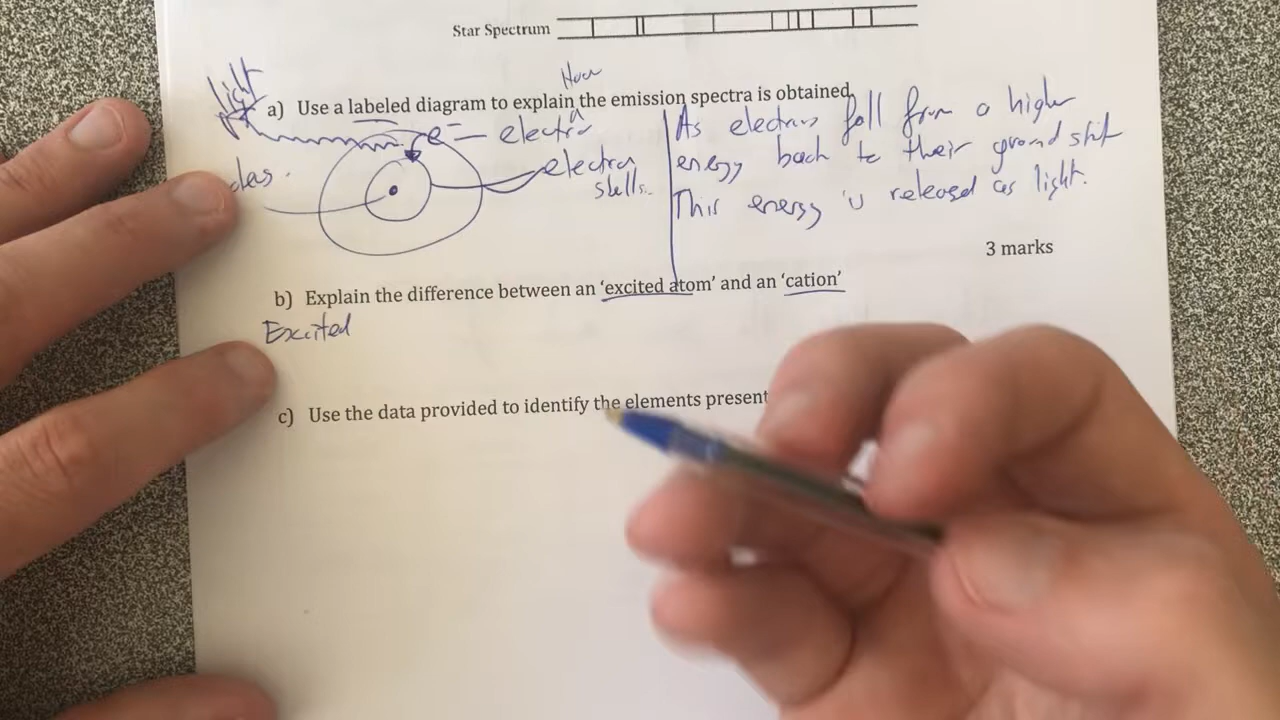 Star Spectrum
How
a) Use a labeled diagram to explain the emission spectra is obtained
light
e- — electron
electron
shells.
As electrons fall from a higher
energy back to their ground
This energy is released as light.
3 marks
b) Explain the difference between an ‘excited atom’ and an ‘cation’
Excited
c) Use the data provided to identify the elements present